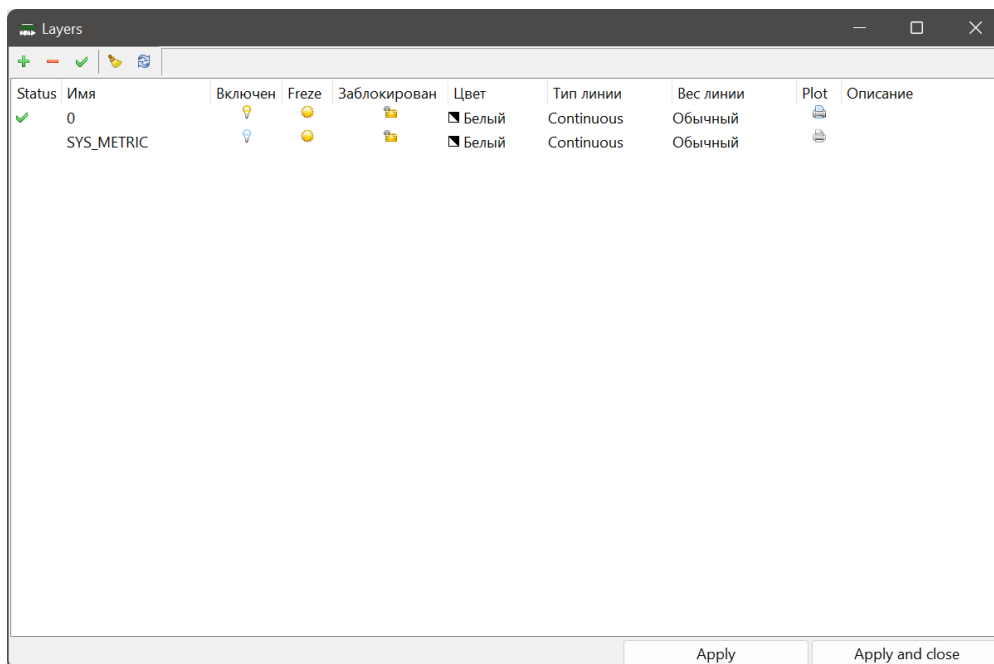 Layers
Status Имя Включен Freze Заблокирован Цвет Тип линии Вес линии Plot Описание
0 Белый Continuous Обычный
SYS_METRIC Белый Continuous Обычный
Apply Apply and close